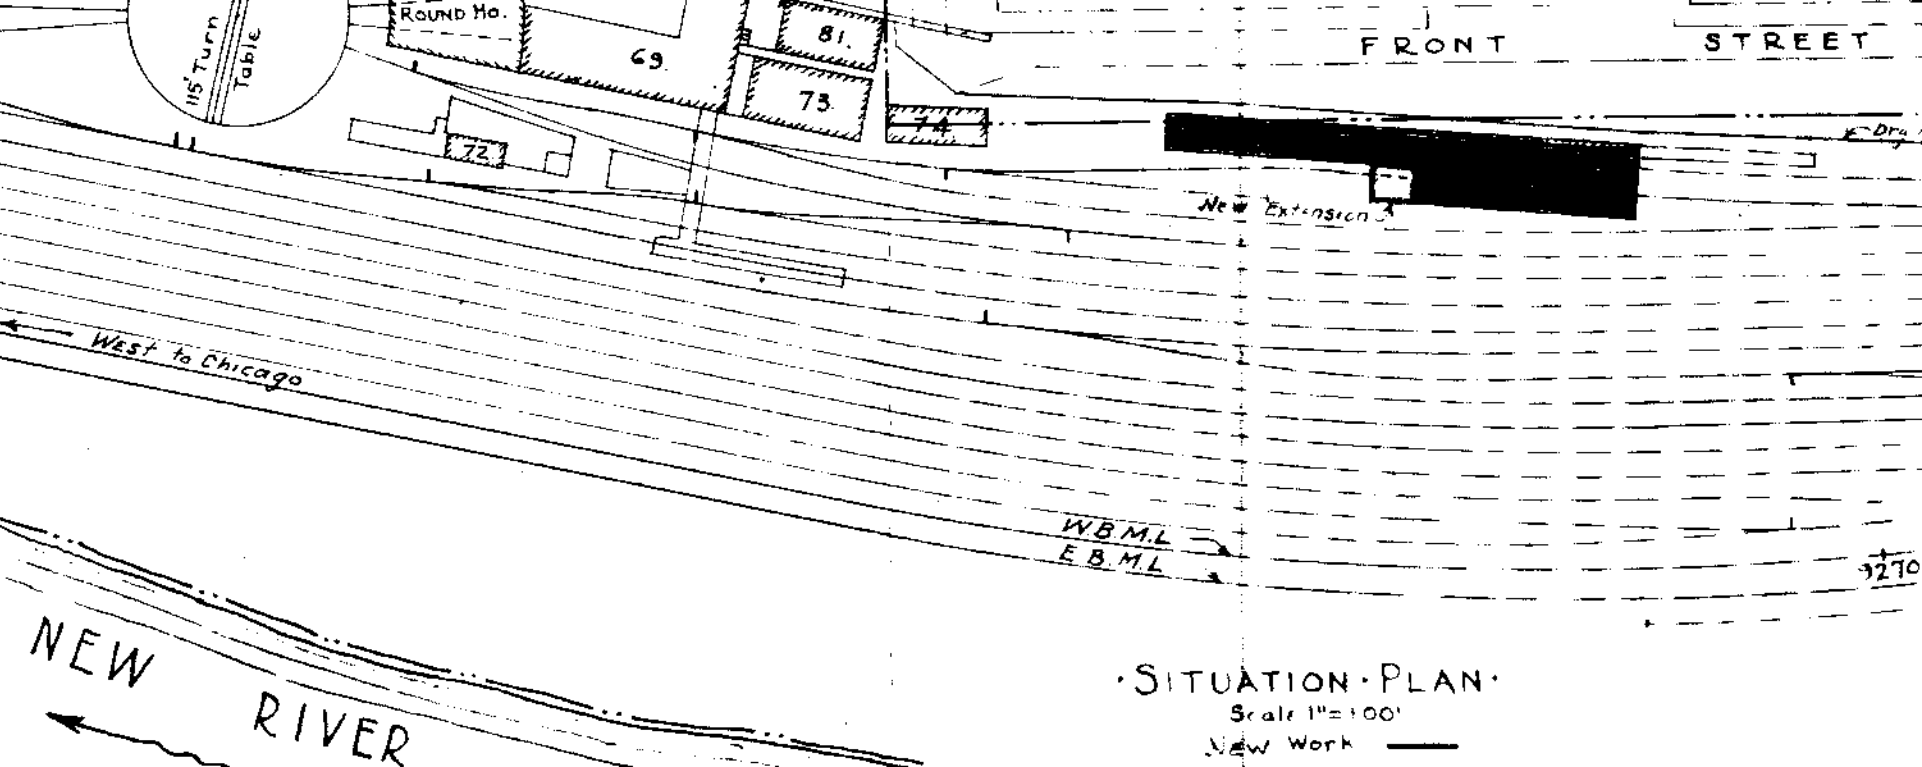 ROUND HO.
115' Turn
Table
69
81.
73
74
72
FRONT STREET
New Extension
West to Chicago
W.B.M.L
E.B.M.L
NEW
RIVER
·SITUATION·PLAN·
Scale 1"=100'
New Work